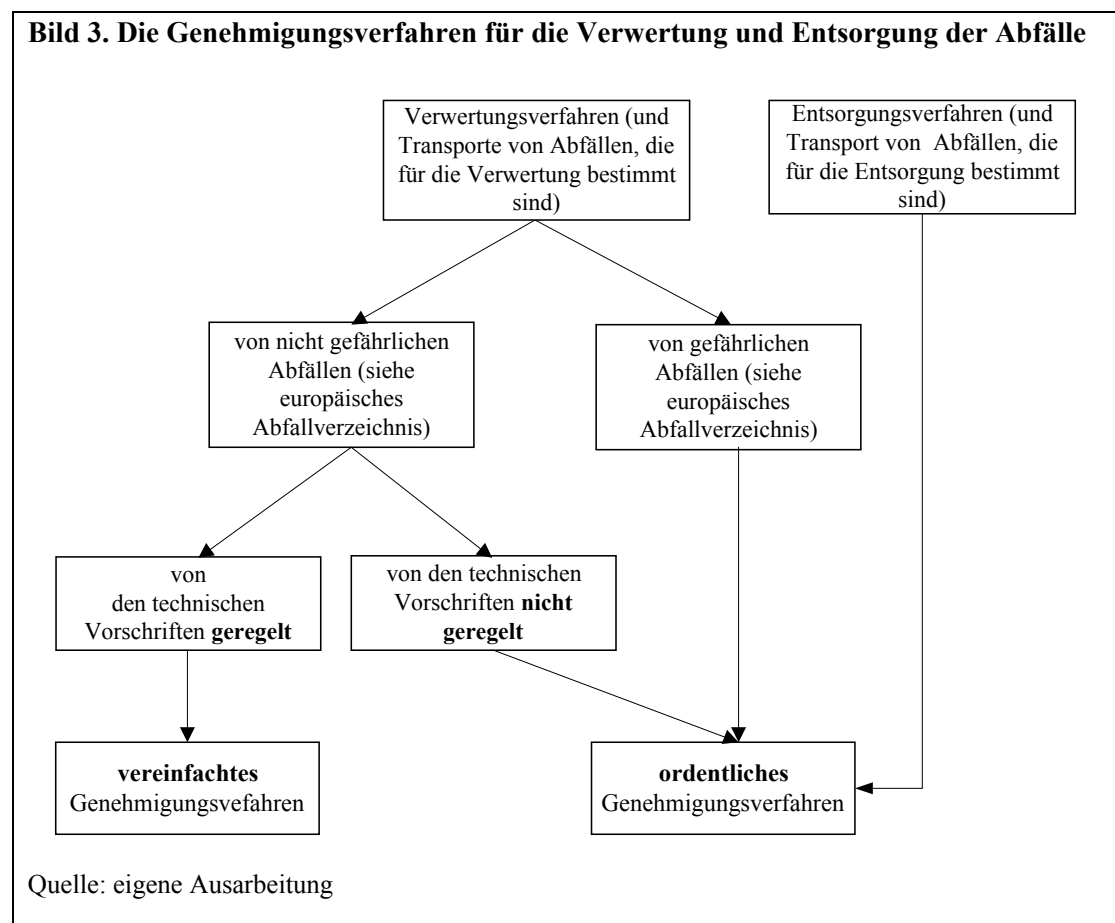 Bild 3. Die Genehmigungsverfahren für die Verwertung und Entsorgung der Abfälle
Verwertungsverfahren (und
Transporte von Abfällen, die
für die Verwertung bestimmt
sind)
Entsorgungsverfahren (und
Transport von Abfällen, die
für die Entsorgung bestimmt
sind)
von nicht gefährlichen
Abfällen (siehe
europäisches
Abfallverzeichnis)
von gefährlichen
Abfällen (siehe
europäisches
Abfallverzeichnis)
von
den technischen
Vorschriften geregelt
von den technischen
Vorschriften nicht
geregelt
vereinfachtes
Genehmigungsvefahren
ordentliches
Genehmigungsverfahren
Quelle: eigene Ausarbeitung